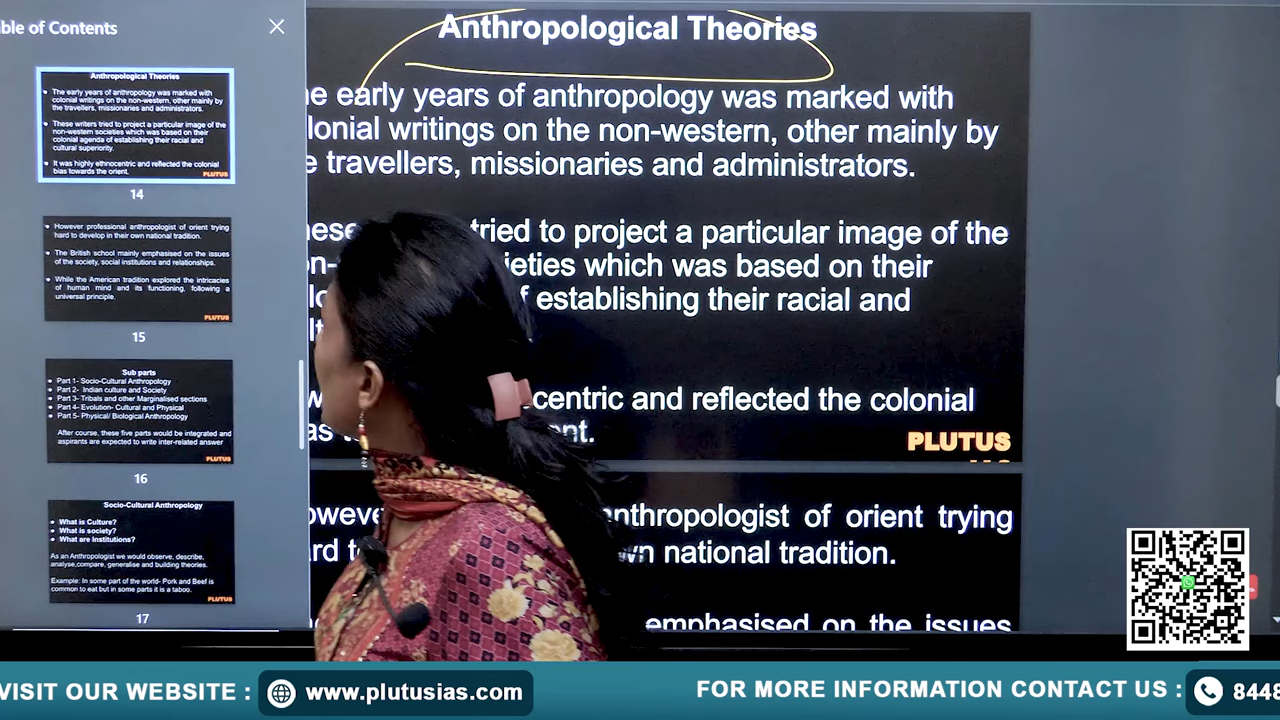 ble of Contents
Anthropological Theories
The early years of anthropology was marked with
colonial writings on the non-western, other mainly by
the travellers, missionaries and administrators.
These writers tried to project a particular image of the
non-western societies which was based on their
colonial agenda of establishing their racial and
cultural superiority.
It was highly ethnocentric and reflected the colonial
bias towards the orient.
PLUTUS
14
However professional anthropologist of orient trying
hard to develop in their own national tradition.
The British school mainly emphasised on the issues
of the society, social institutions and relationships.
While the American tradition explored the intricacies
of human mind and its functioning, following a
universal principle.
PLUTUS
15
Sub parts
Part 1- Socio-Cultural Anthropology
Part 2- Indian culture and Society
Part 3- Tribals and other Marginalised sections
Part 4- Evolution- Cultural and Physical
Part 5- Physical/ Biological Anthropology
After course, these five parts would be integrated and
aspirants are expected to write inter-related answer
PLUTUS
16
Socio-Cultural Anthropology
What is Culture?
What is society?
What are Institutions?
As an Anthropologist we would observe, describe,
analyse,compare, generalise and building theories.
Example: In some part of the world- Pork and Beef is
common to eat but in some parts it is a taboo.
PLUTUS
17
Anthropological Theories
e early years of anthropology was marked with
lonial writings on the non-western, other mainly by
e travellers, missionaries and administrators.
ese tried to project a particular image of the
on- ieties which was based on their
lo f establishing their racial and
lt
w centric and reflected the colonial
as t nt.
PLUTUS
oweve nthropologist of orient trying
ard t wn national tradition.
emphasised on the issues
VISIT OUR WEBSITE : www.plutusias.com
FOR MORE INFORMATION CONTACT US : 8448